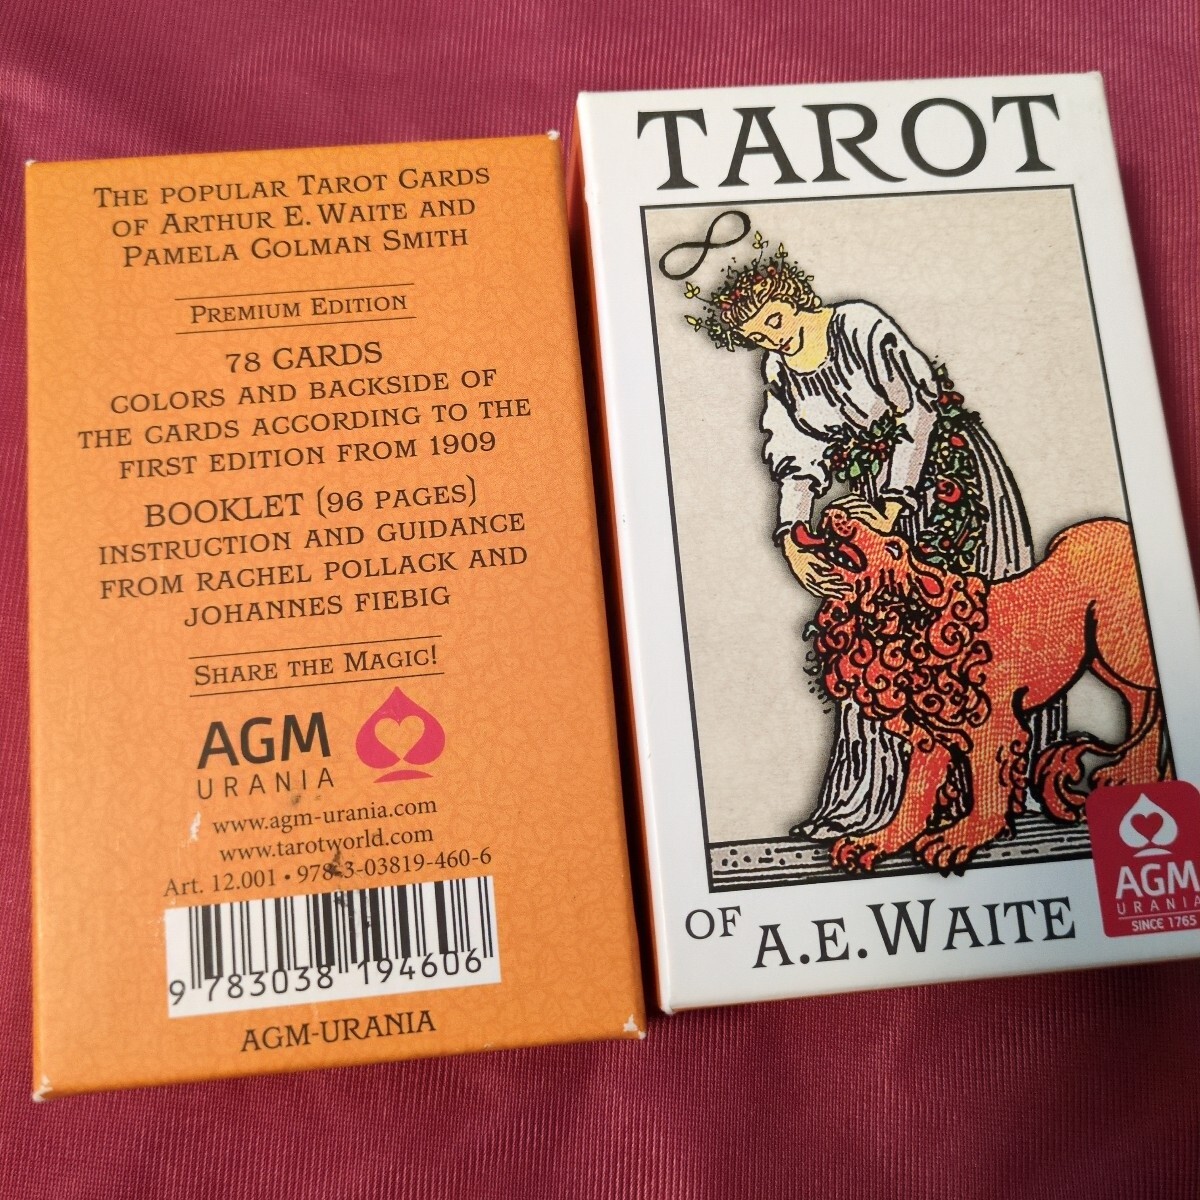 THE POPULAR TAROT CARDS
OF ARTHUR E. WAITE AND
PAMELA COLMAN SMITH
PREMIUM EDITION
78 CARDS
COLORS AND BACKSIDE OF
THE CARDS ACCORDING TO THE
FIRST EDITION FROM 1909
BOOKLET (96 PAGES)
INSTRUCTION AND GUIDANCE
FROM RACHEL POLLACK AND
JOHANNES FIEBIG
SHARE THE MAGIC!
AGM
URANIA
www.agm-urania.com
www.tarotworld.com
Art. 12.001 • 978-3-03819-460-6
9 783038 194606
AGM-URANIA
TAROT
OF A.E. WAITE
AGM
URANIA
SINCE 1765